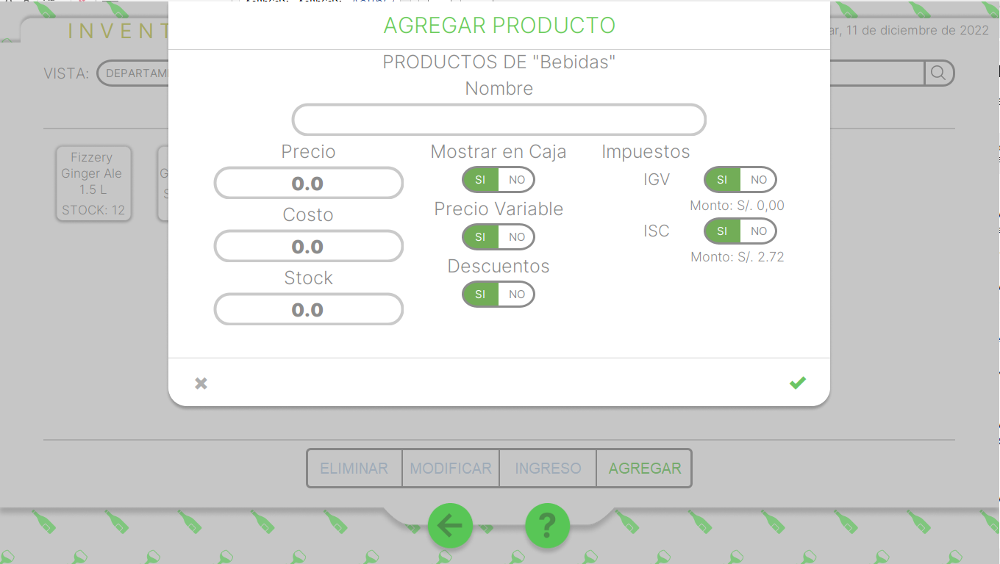 AGREGAR PRODUCTO
INVENT
ar, 11 de diciembre de 2022
PRODUCTOS DE "Bebidas"
VISTA:
Nombre
Precio
Mostrar en Caja
Impuestos
Fizzery
Ginger Ale
1.5 L
STOCK: 12
0.0
SI NO
IGV
SI NO
Monto: S/. 0,00
Costo
Precio Variable
0.0
SI NO
ISC
SI NO
Monto: S/. 2.72
Stock
Descuentos
0.0
SI NO
ELIMINAR
MODIFICAR
INGRESO
AGREGAR
?